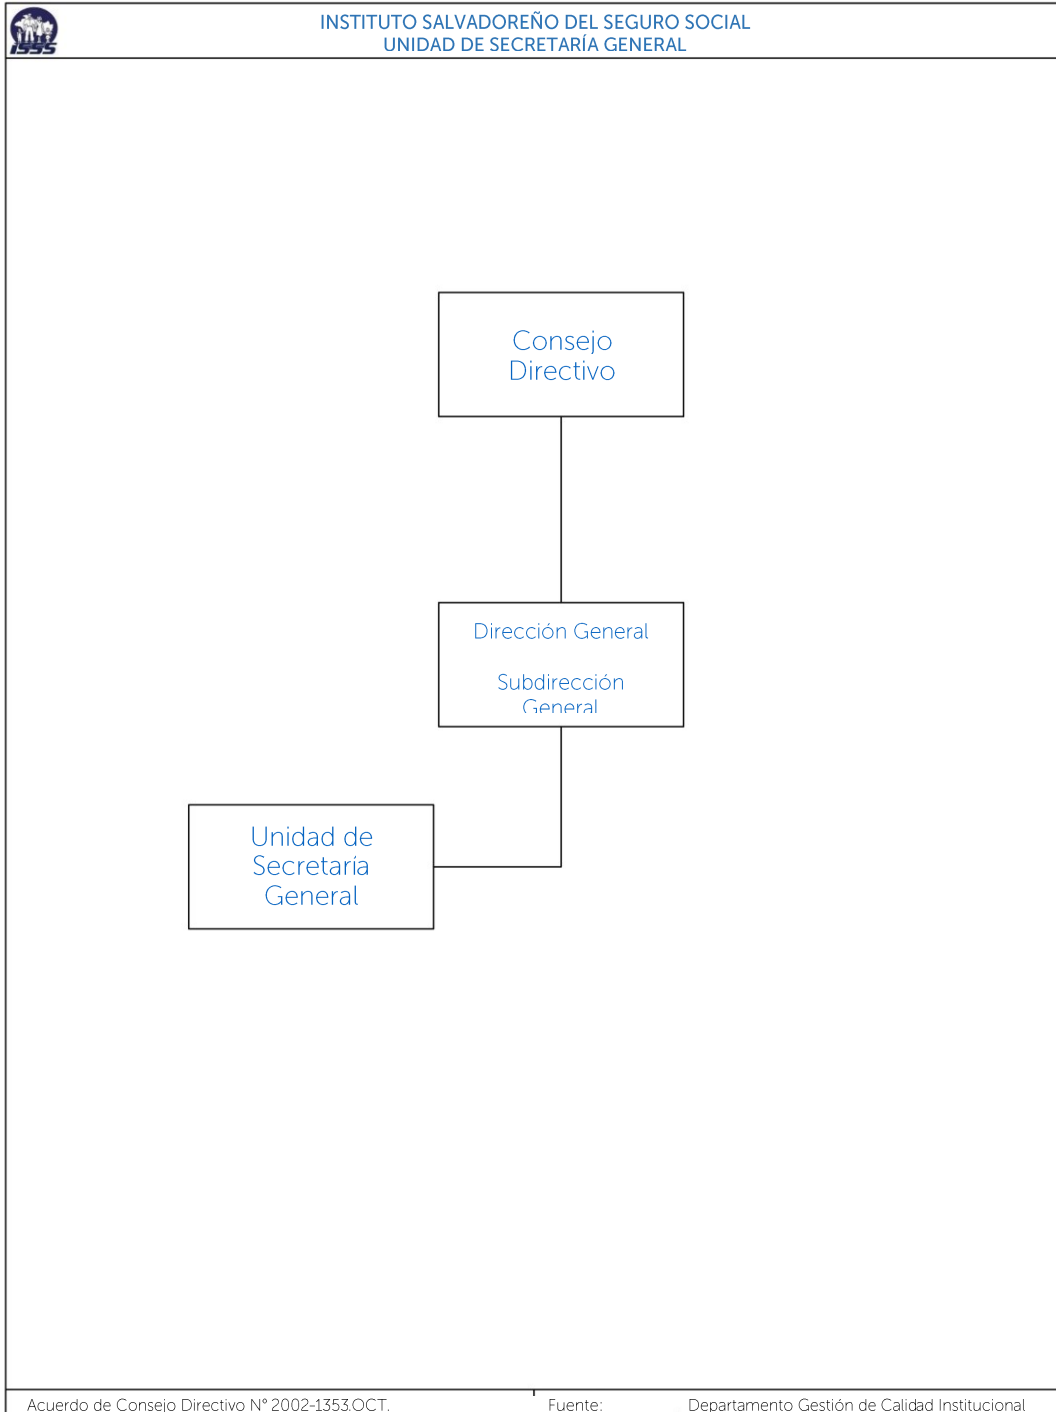 ISSS
INSTITUTO SALVADOREÑO DEL SEGURO SOCIAL
UNIDAD DE SECRETARÍA GENERAL
Consejo
Directivo
Dirección General
Subdirección
General
Unidad de
Secretaría
General
Acuerdo de Consejo Directivo N° 2002-1353.OCT.
Fuente: Departamento Gestión de Calidad Institucional